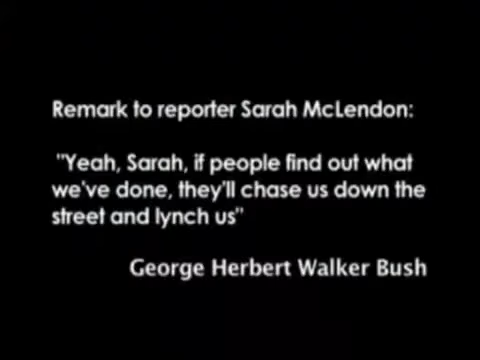 Remark to reporter Sarah McLendon:
"Yeah, Sarah, if people find out what
we've done, they'll chase us down the
street and lynch us"
George Herbert Walker Bush